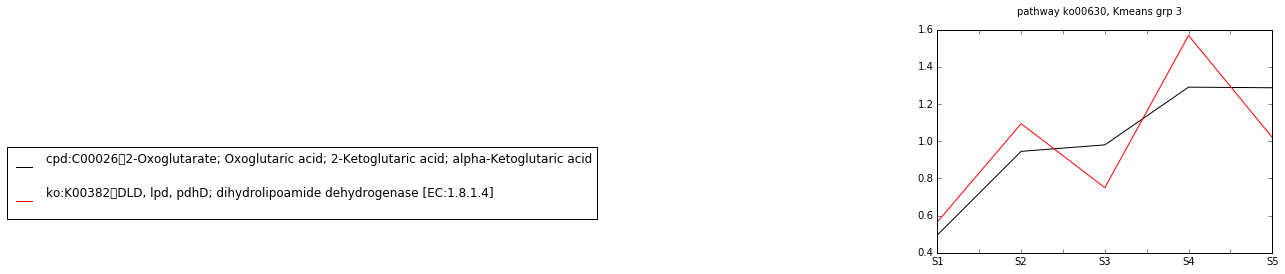 pathway ko00630, Kmeans grp 3
1.6
1.4
1.2
1.0
0.8
0.6
0.4
S1 S2 S3 S4 S5
cpd:C00026▯2-Oxoglutarate; Oxoglutaric acid; 2-Ketoglutaric acid; alpha-Ketoglutaric acid
ko:K00382▯DLD, lpd, pdhD; dihydrolipoamide dehydrogenase [EC:1.8.1.4]